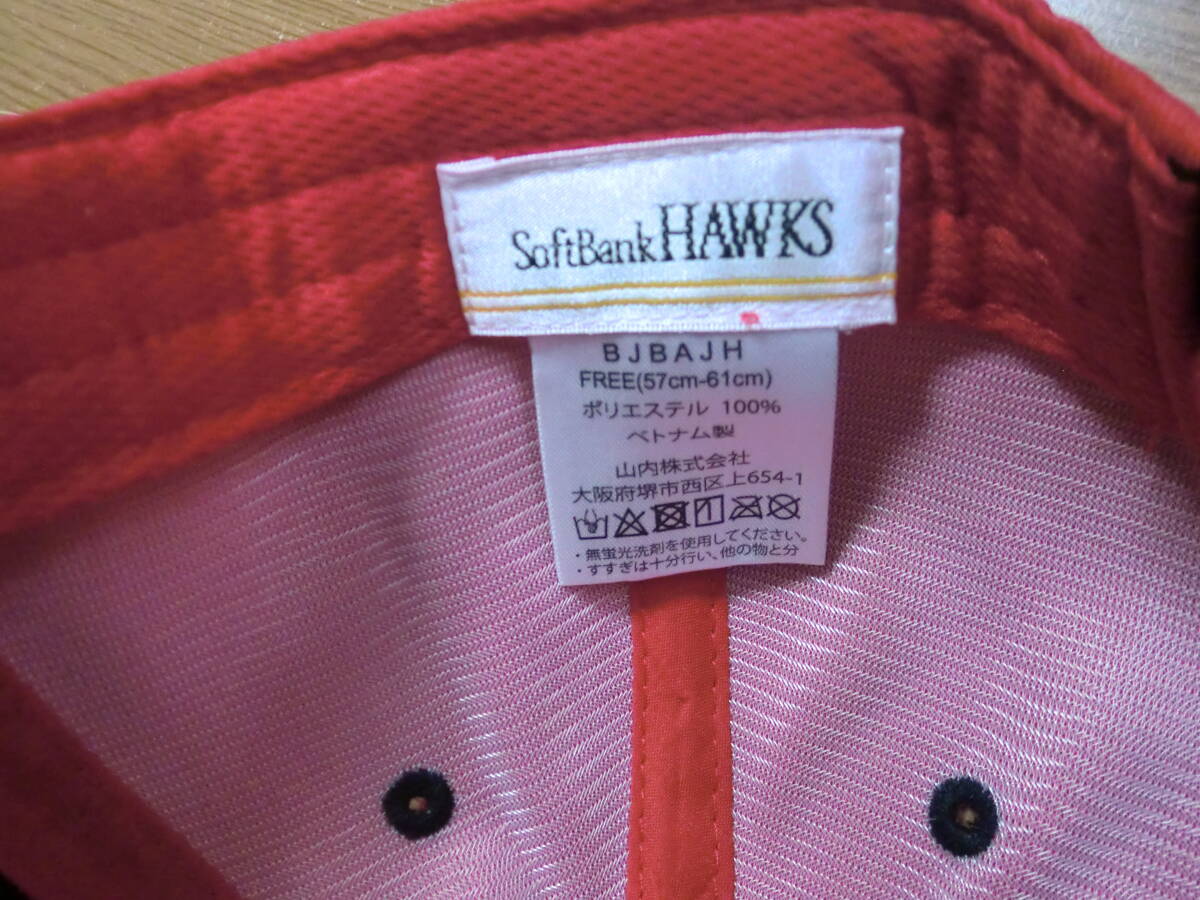 SoftBank HAWKS
BJBAJH
FREE(57cm-61cm)
ポリエステル 100%
ベトナム製
山内株式会社
大阪府堺市西区上654-1
・無蛍光洗剤を使用してください。
・すすぎは十分行い、他の物と分